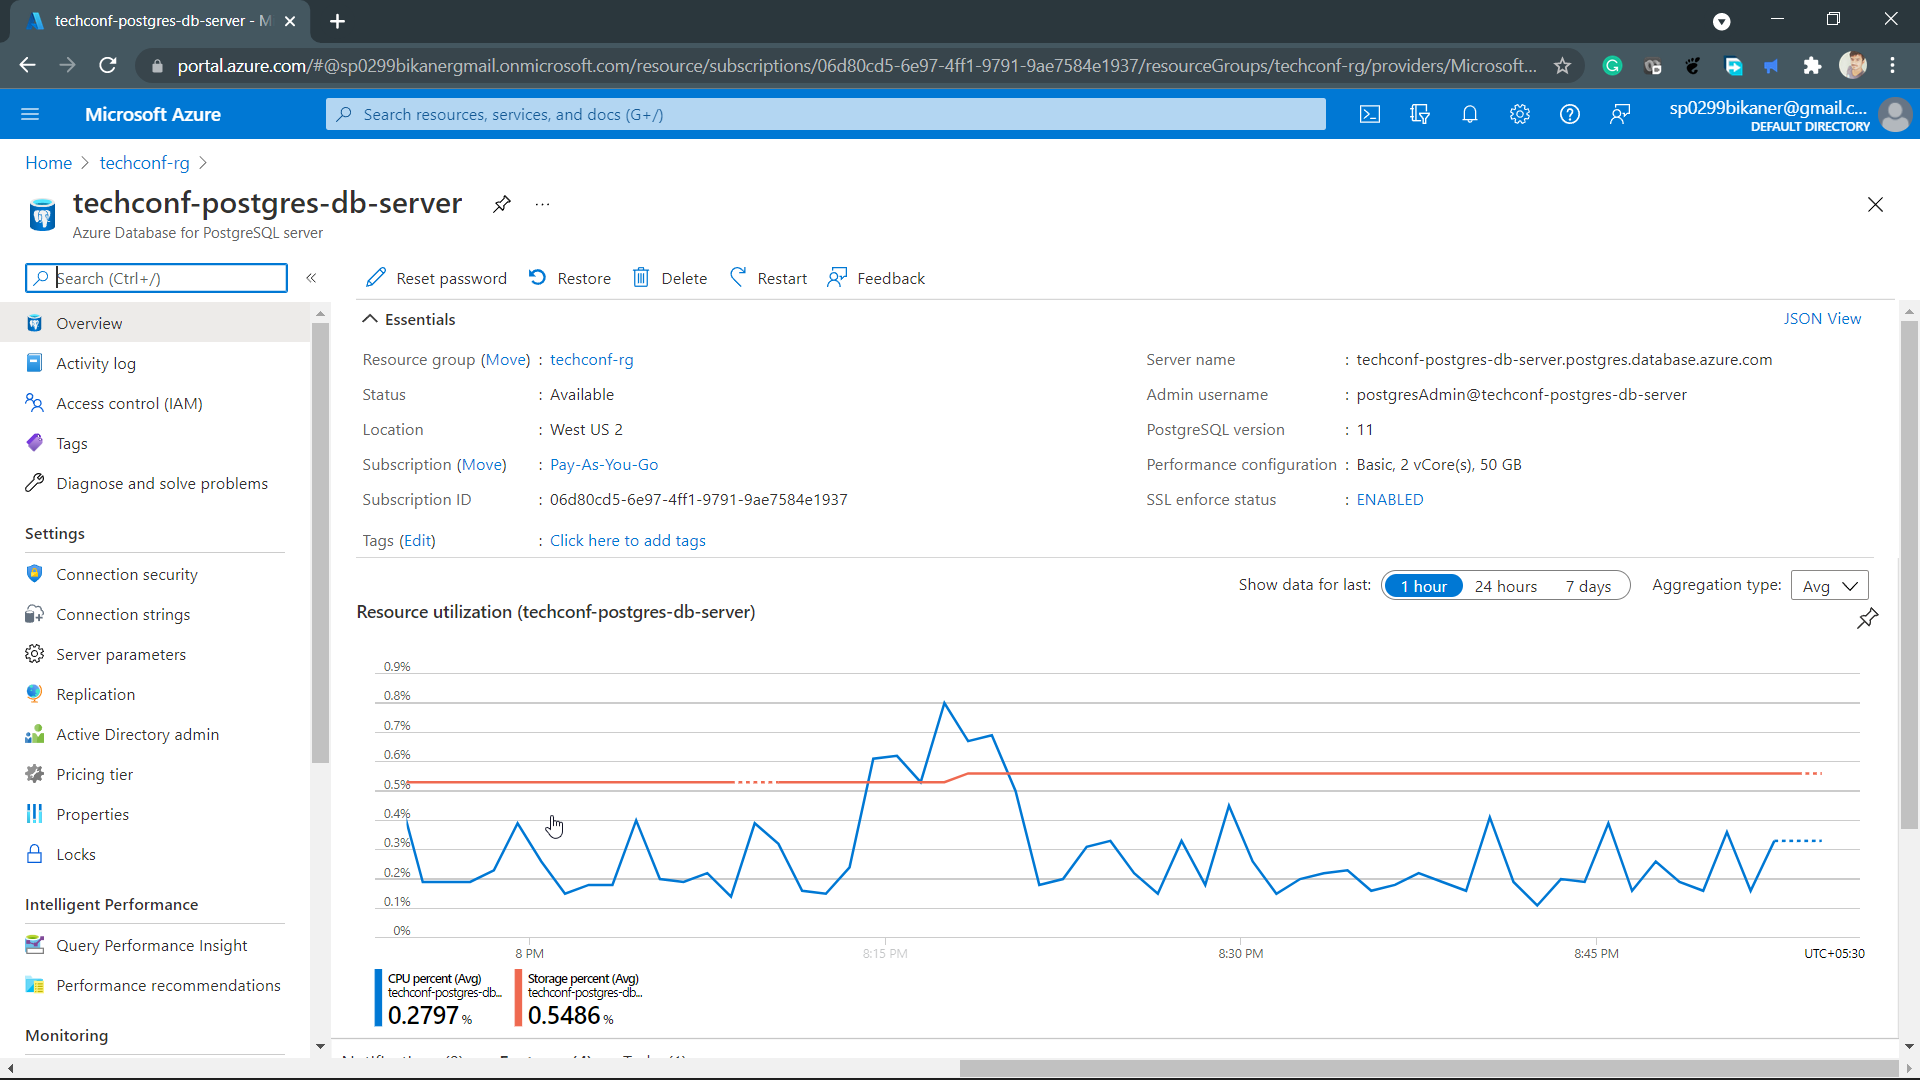 techconf-postgres-db-server - M
portal.azure.com/#@sp0299bikanergmail.onmicrosoft.com/resource/subscriptions/06d80cd5-6e97-4ff1-9791-9ae7584e1937/resourceGroups/techconf-rg/providers/Microsoft...
Microsoft Azure
Search resources, services, and docs (G+/)
sp0299bikaner@gmail.c...
DEFAULT DIRECTORY
Home > techconf-rg >
techconf-postgres-db-server
...
Azure Database for PostgreSQL server
Search (Ctrl+/)
«
Reset password
Restore
Delete
Restart
Feedback
Overview
Activity log
Access control (IAM)
Tags
Diagnose and solve problems
Settings
Connection security
Connection strings
Server parameters
Replication
Active Directory admin
Pricing tier
Properties
Locks
Intelligent Performance
Query Performance Insight
Performance recommendations
Monitoring
Essentials
JSON View
Resource group (Move) : techconf-rg
Status : Available
Location : West US 2
Subscription (Move) : Pay-As-You-Go
Subscription ID : 06d80cd5-6e97-4ff1-9791-9ae7584e1937
Tags (Edit) : Click here to add tags
Server name : techconf-postgres-db-server.postgres.database.azure.com
Admin username : postgresAdmin@techconf-postgres-db-server
PostgreSQL version : 11
Performance configuration : Basic, 2 vCore(s), 50 GB
SSL enforce status : ENABLED
Show data for last: 1 hour 24 hours 7 days Aggregation type: Avg
Resource utilization (techconf-postgres-db-server)
0.9%
0.8%
0.7%
0.6%
0.5%
0.4%
0.3%
0.2%
0.1%
0%
8 PM 8:15 PM 8:30 PM 8:45 PM UTC+05:30
CPU percent (Avg)
techconf-postgres-db...
0.2797 %
Storage percent (Avg)
techconf-postgres-db...
0.5486 %